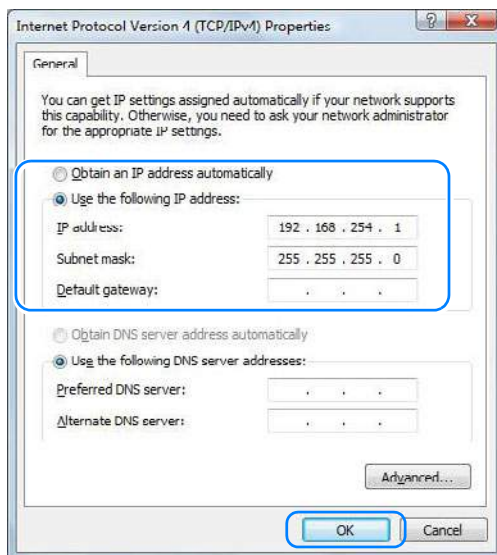 Internet Protocol Version 4 (TCP/IPv4) Properties
General
You can get IP settings assigned automatically if your network supports
this capability. Otherwise, you need to ask your network administrator
for the appropriate IP settings.
Obtain an IP address automatically
Use the following IP address:
IP address: 192 . 168 . 254 . 1
Subnet mask: 255 . 255 . 255 . 0
Default gateway: . . .
Obtain DNS server address automatically
Use the following DNS server addresses:
Preferred DNS server: . . .
Alternate DNS server: . . .
Advanced...
OK Cancel